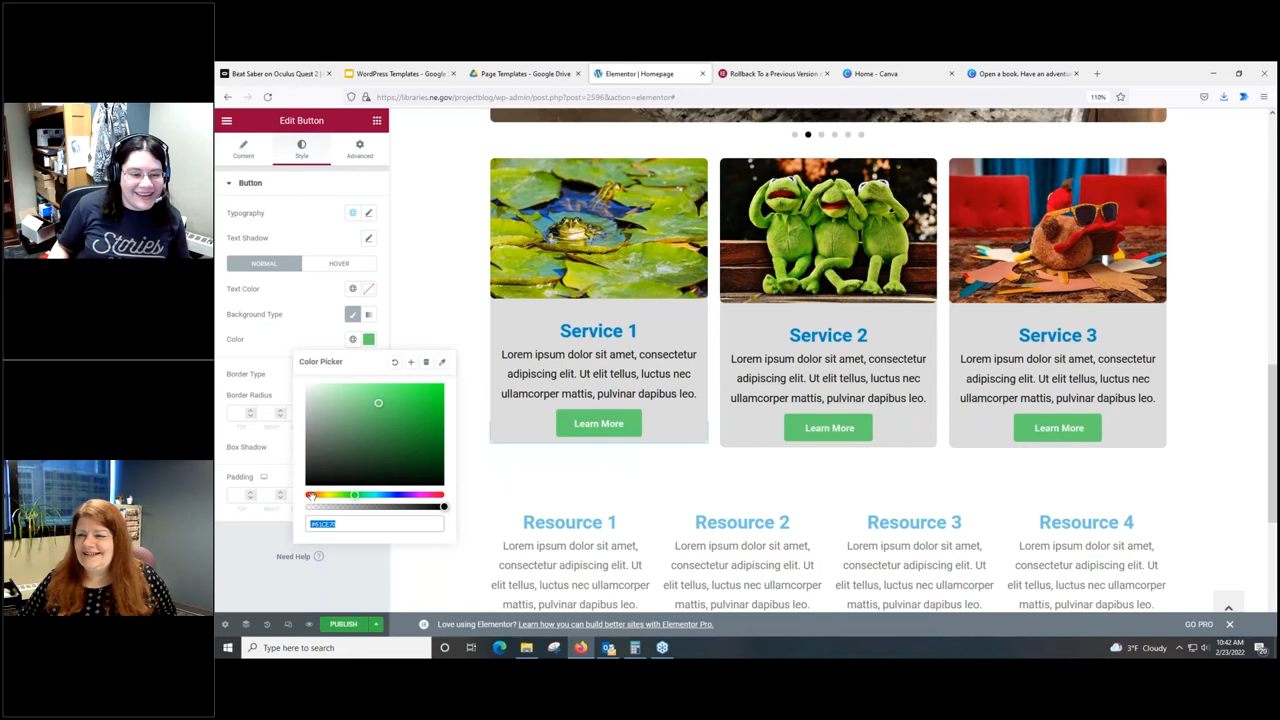 Stories
Beat Saber on Oculus Quest 2 |
WordPress Templates - Google
Page Templates - Google Drive
Elementor | Homepage
Rollback To a Previous Version
Home - Canva
Open a book. Have an adventu
https://libraries.ne.gov/projectblog/wp-admin/post.php?post=2596&action=elementor#
110%
Edit Button
Content
Style
Advanced
Button
Typography
Text Shadow
NORMAL
HOVER
Text Color
Background Type
Color
Color Picker
Border Type
Border Radius
TOP
RIGHT
Box Shadow
Padding
TOP
RIGHT
Need Help
PUBLISH
Service 1
Lorem ipsum dolor sit amet, consectetur
adipiscing elit. Ut elit tellus, luctus nec
ullamcorper mattis, pulvinar dapibus leo.
Learn More
Service 2
Lorem ipsum dolor sit amet, consectetur
adipiscing elit. Ut elit tellus, luctus nec
ullamcorper mattis, pulvinar dapibus leo.
Learn More
Service 3
Lorem ipsum dolor sit amet, consectetur
adipiscing elit. Ut elit tellus, luctus nec
ullamcorper mattis, pulvinar dapibus leo.
Learn More
Resource 1
Lorem ipsum dolor sit amet,
consectetur adipiscing elit. Ut
elit tellus, luctus nec ullamcorper
mattis, pulvinar dapibus leo.
Resource 2
Lorem ipsum dolor sit amet,
consectetur adipiscing elit. Ut
elit tellus, luctus nec ullamcorper
mattis, pulvinar dapibus leo.
Resource 3
Lorem ipsum dolor sit amet,
consectetur adipiscing elit. Ut
elit tellus, luctus nec ullamcorper
mattis, pulvinar dapibus leo.
Resource 4
Lorem ipsum dolor sit amet,
consectetur adipiscing elit. Ut
elit tellus, luctus nec ullamcorper
mattis, pulvinar dapibus leo.
Love using Elementor? Learn how you can build better sites with Elementor Pro.
GO PRO
Type here to search
3°F Cloudy
10:42 AM
2/23/2022